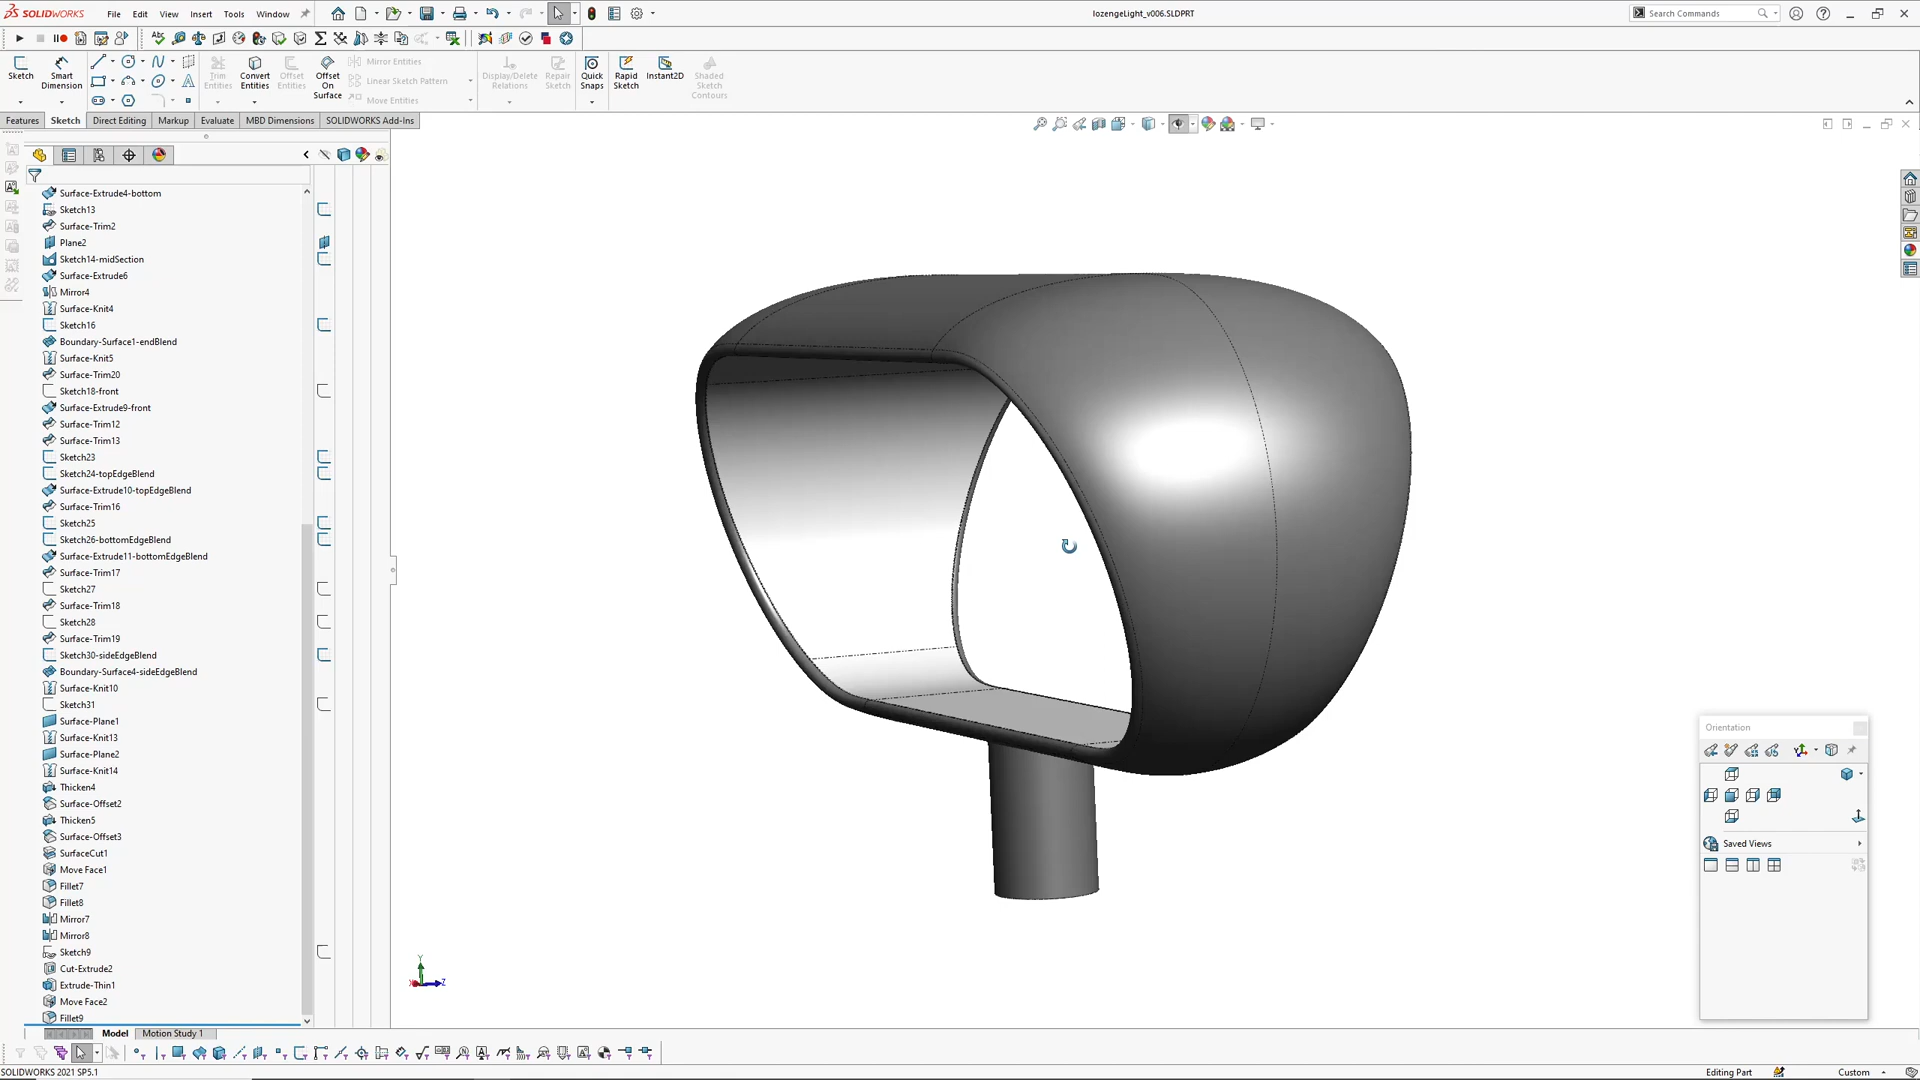 SOLIDWORKS File Edit View Insert Tools Window lozengeLight_v006.SLDPRT Search Commands
Sketch Smart Dimension Trim Entities Convert Entities Offset Entities Offset On Surface Mirror Entities Linear Sketch Pattern Move Entities Display/Delete Relations Repair Sketch Quick Snaps Rapid Sketch Instant2D Shaded Sketch Contours
Features Sketch Direct Editing Markup Evaluate MBD Dimensions SOLIDWORKS Add-Ins
Surface-Extrude4-bottom
Sketch13
Surface-Trim2
Plane2
Sketch14-midSection
Surface-Extrude6
Mirror4
Surface-Knit4
Sketch16
Boundary-Surface1-endBlend
Surface-Knit5
Surface-Trim20
Sketch18-front
Surface-Extrude9-front
Surface-Trim12
Surface-Trim13
Sketch23
Sketch24-topEdgeBlend
Surface-Extrude10-topEdgeBlend
Surface-Trim16
Sketch25
Sketch26-bottomEdgeBlend
Surface-Extrude11-bottomEdgeBlend
Surface-Trim17
Sketch27
Surface-Trim18
Sketch28
Surface-Trim19
Sketch30-sideEdgeBlend
Boundary-Surface4-sideEdgeBlend
Surface-Knit10
Sketch31
Surface-Plane1
Surface-Knit13
Surface-Plane2
Surface-Knit14
Thicken4
Surface-Offset2
Thicken5
Surface-Offset3
SurfaceCut1
Move Face1
Fillet7
Fillet8
Mirror7
Mirror8
Sketch9
Cut-Extrude2
Extrude-Thin1
Move Face2
Fillet9
Y
X
Z
Orientation
Saved Views
Model Motion Study 1
SOLIDWORKS 2021 SP5.1 Editing Part Custom